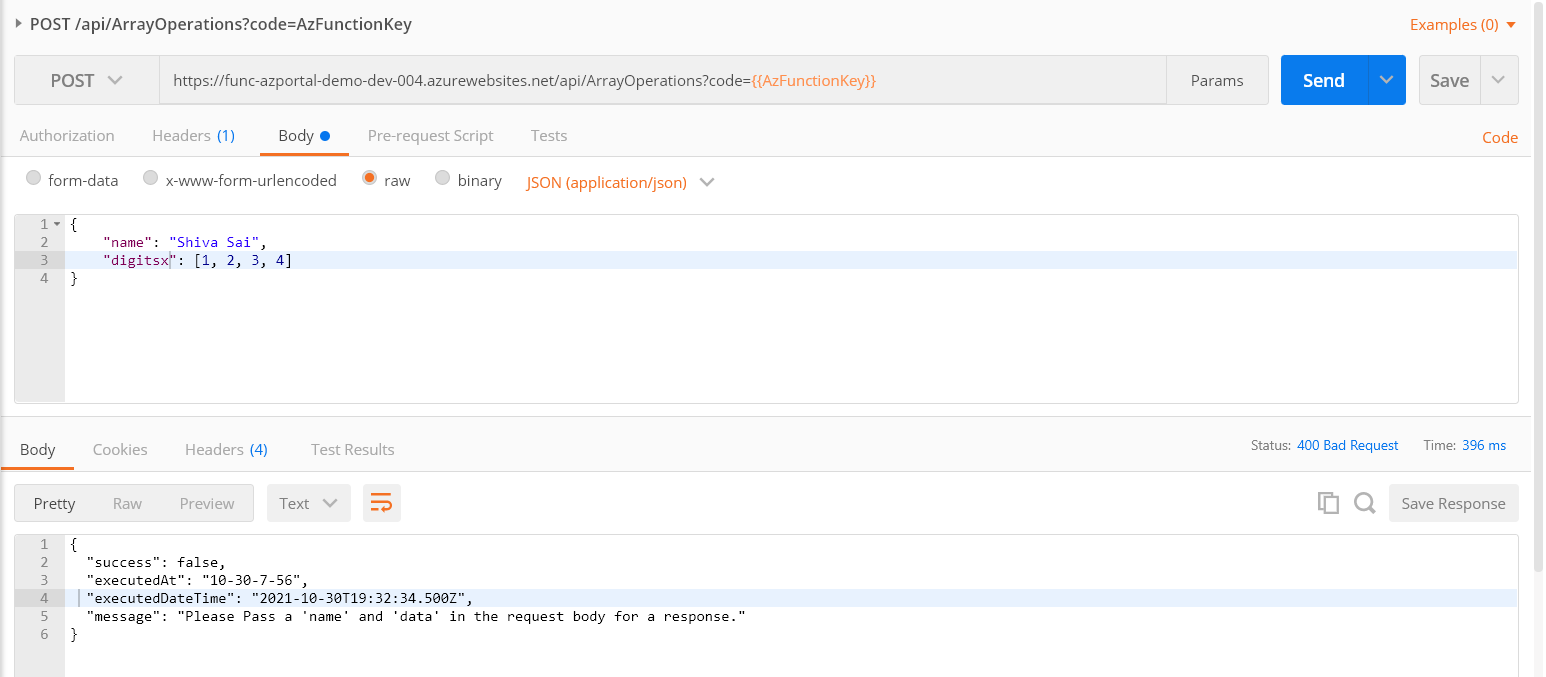 POST /api/ArrayOperations?code=AzFunctionKey
Examples (0)
POST
https://func-azportal-demo-dev-004.azurewebsites.net/api/ArrayOperations?code={{AzFunctionKey}}
Params
Send
Save
Authorization
Headers (1)
Body
Pre-request Script
Tests
Code
form-data
x-www-form-urlencoded
raw
binary
JSON (application/json)
1 {
2 "name": "Shiva Sai",
3 "digitsx": [1, 2, 3, 4]
4 }
Body
Cookies
Headers (4)
Test Results
Status: 400 Bad Request
Time: 396 ms
Pretty
Raw
Preview
Text
Save Response
1 {
2 "success": false,
3 "executedAt": "10-30-7-56",
4 "executedDateTime": "2021-10-30T19:32:34.500Z",
5 "message": "Please Pass a 'name' and 'data' in the request body for a response."
6 }